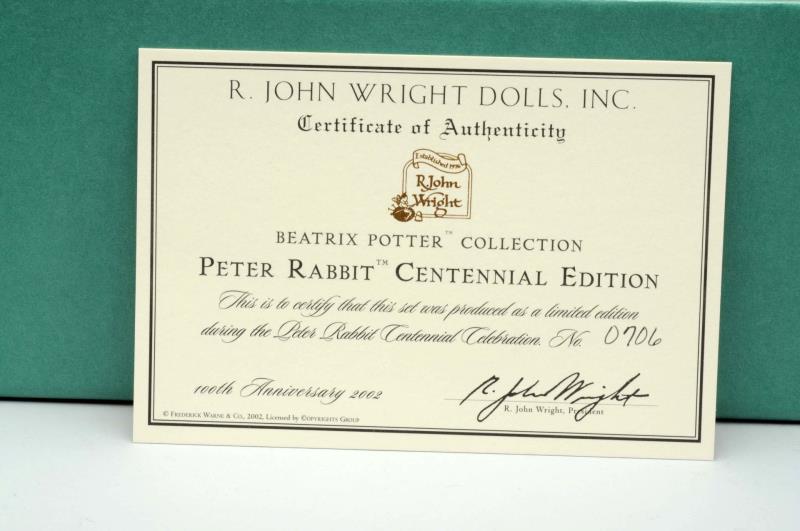 R. JOHN WRIGHT DOLLS, INC.
Certificate of Authenticity
Established 1976
R. John
Wright
BEATRIX POTTER™ COLLECTION
PETER RABBIT™ CENTENNIAL EDITION
This is to certify that this set was produced as a limited edition
during the Peter Rabbit Centennial Celebration. No. 0706
100th Anniversary 2002
R. John Wright
R. John Wright, President
© FREDERICK WARNE & CO., 2002, Licensed by ©OPYRIGHTS GROUP